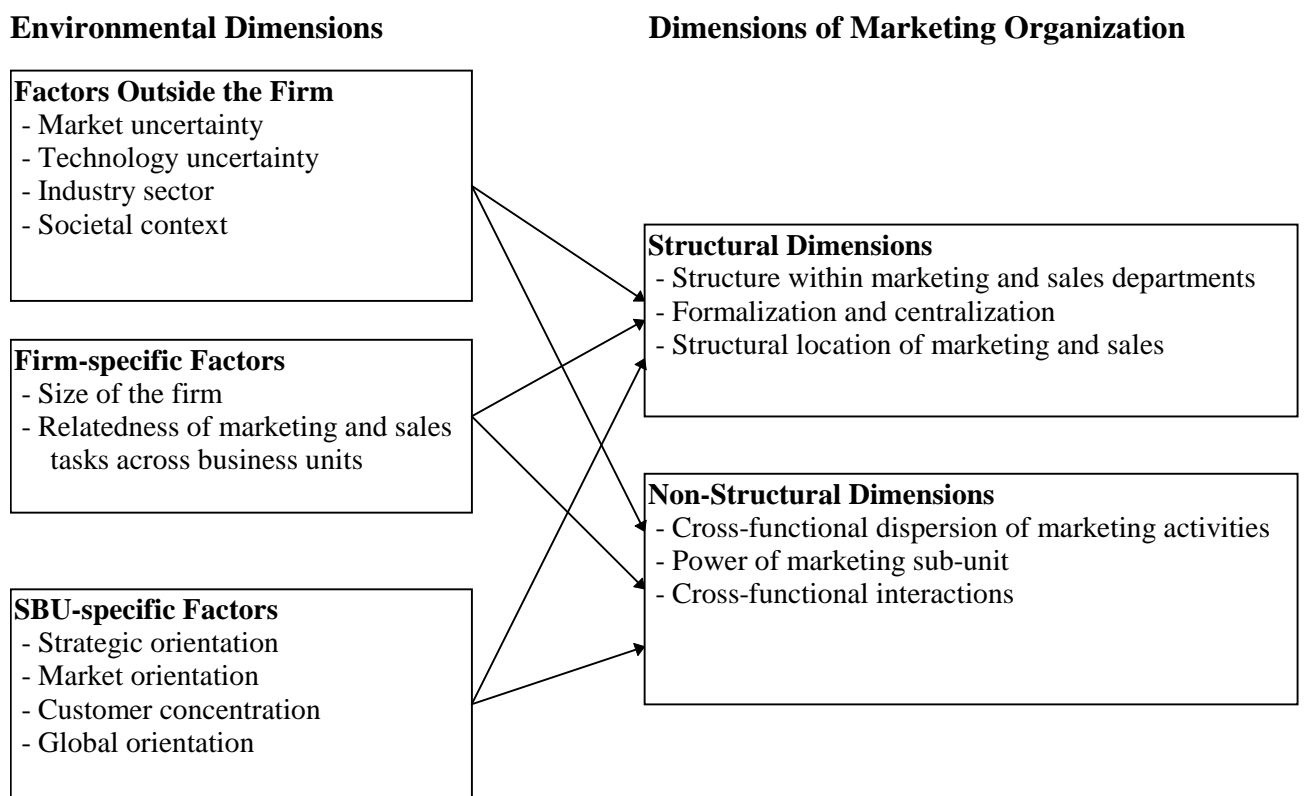 Environmental Dimensions
Dimensions of Marketing Organization
Factors Outside the Firm
- Market uncertainty
- Technology uncertainty
- Industry sector
- Societal context
Firm-specific Factors
- Size of the firm
- Relatedness of marketing and sales
tasks across business units
SBU-specific Factors
- Strategic orientation
- Market orientation
- Customer concentration
- Global orientation
Structural Dimensions
- Structure within marketing and sales departments
- Formalization and centralization
- Structural location of marketing and sales
Non-Structural Dimensions
- Cross-functional dispersion of marketing activities
- Power of marketing sub-unit
- Cross-functional interactions